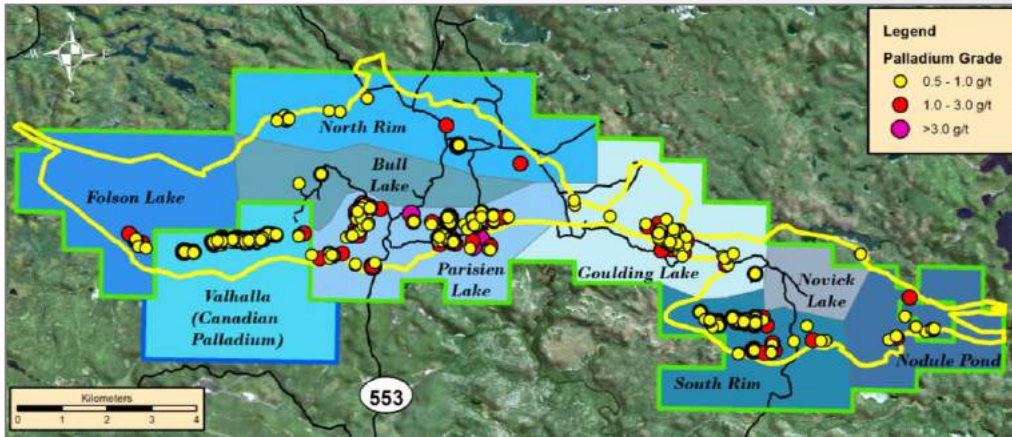 N
W
E
S
Legend
Palladium Grade
0.5 - 1.0 g/t
1.0 - 3.0 g/t
>3.0 g/t
North Rim
Bull
Lake
Folson Lake
Parisien
Lake
Goulding Lake
Novick
Lake
Valhalla
(Canadian
Palladium)
Nodule Pond
South Rim
553
Kilometers
0 1 2 3 4